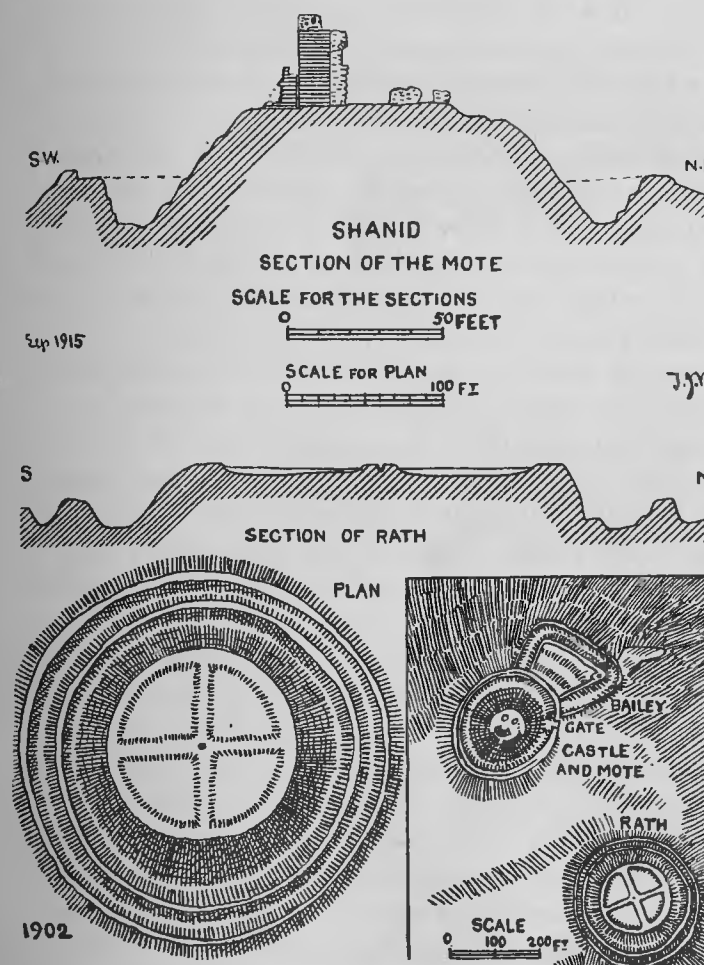 SW.
N.
SHANID
SECTION OF THE MOTE
SCALE FOR THE SECTIONS
0 50 FEET
Sep 1915
SCALE FOR PLAN
0 100 FT
S
SECTION OF RATH
PLAN
BAILEY
GATE
CASTLE
AND MOTE
RATH
1902
SCALE
0 100 200 FT